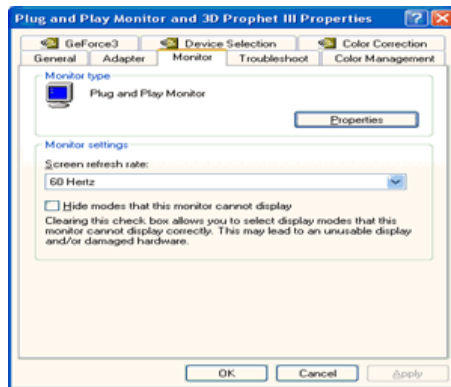 Plug and Play Monitor and 3D Prophet III Properties
GeForce3 Device Selection Color Correction
General Adapter Monitor Troubleshoot Color Management
Monitor type
Plug and Play Monitor
Properties
Monitor settings
Screen refresh rate:
60 Hertz
Hide modes that this monitor cannot display
Clearing this check box allows you to select display modes that this
monitor cannot display correctly. This may lead to an unusable display
and/or damaged hardware.
OK Cancel Apply